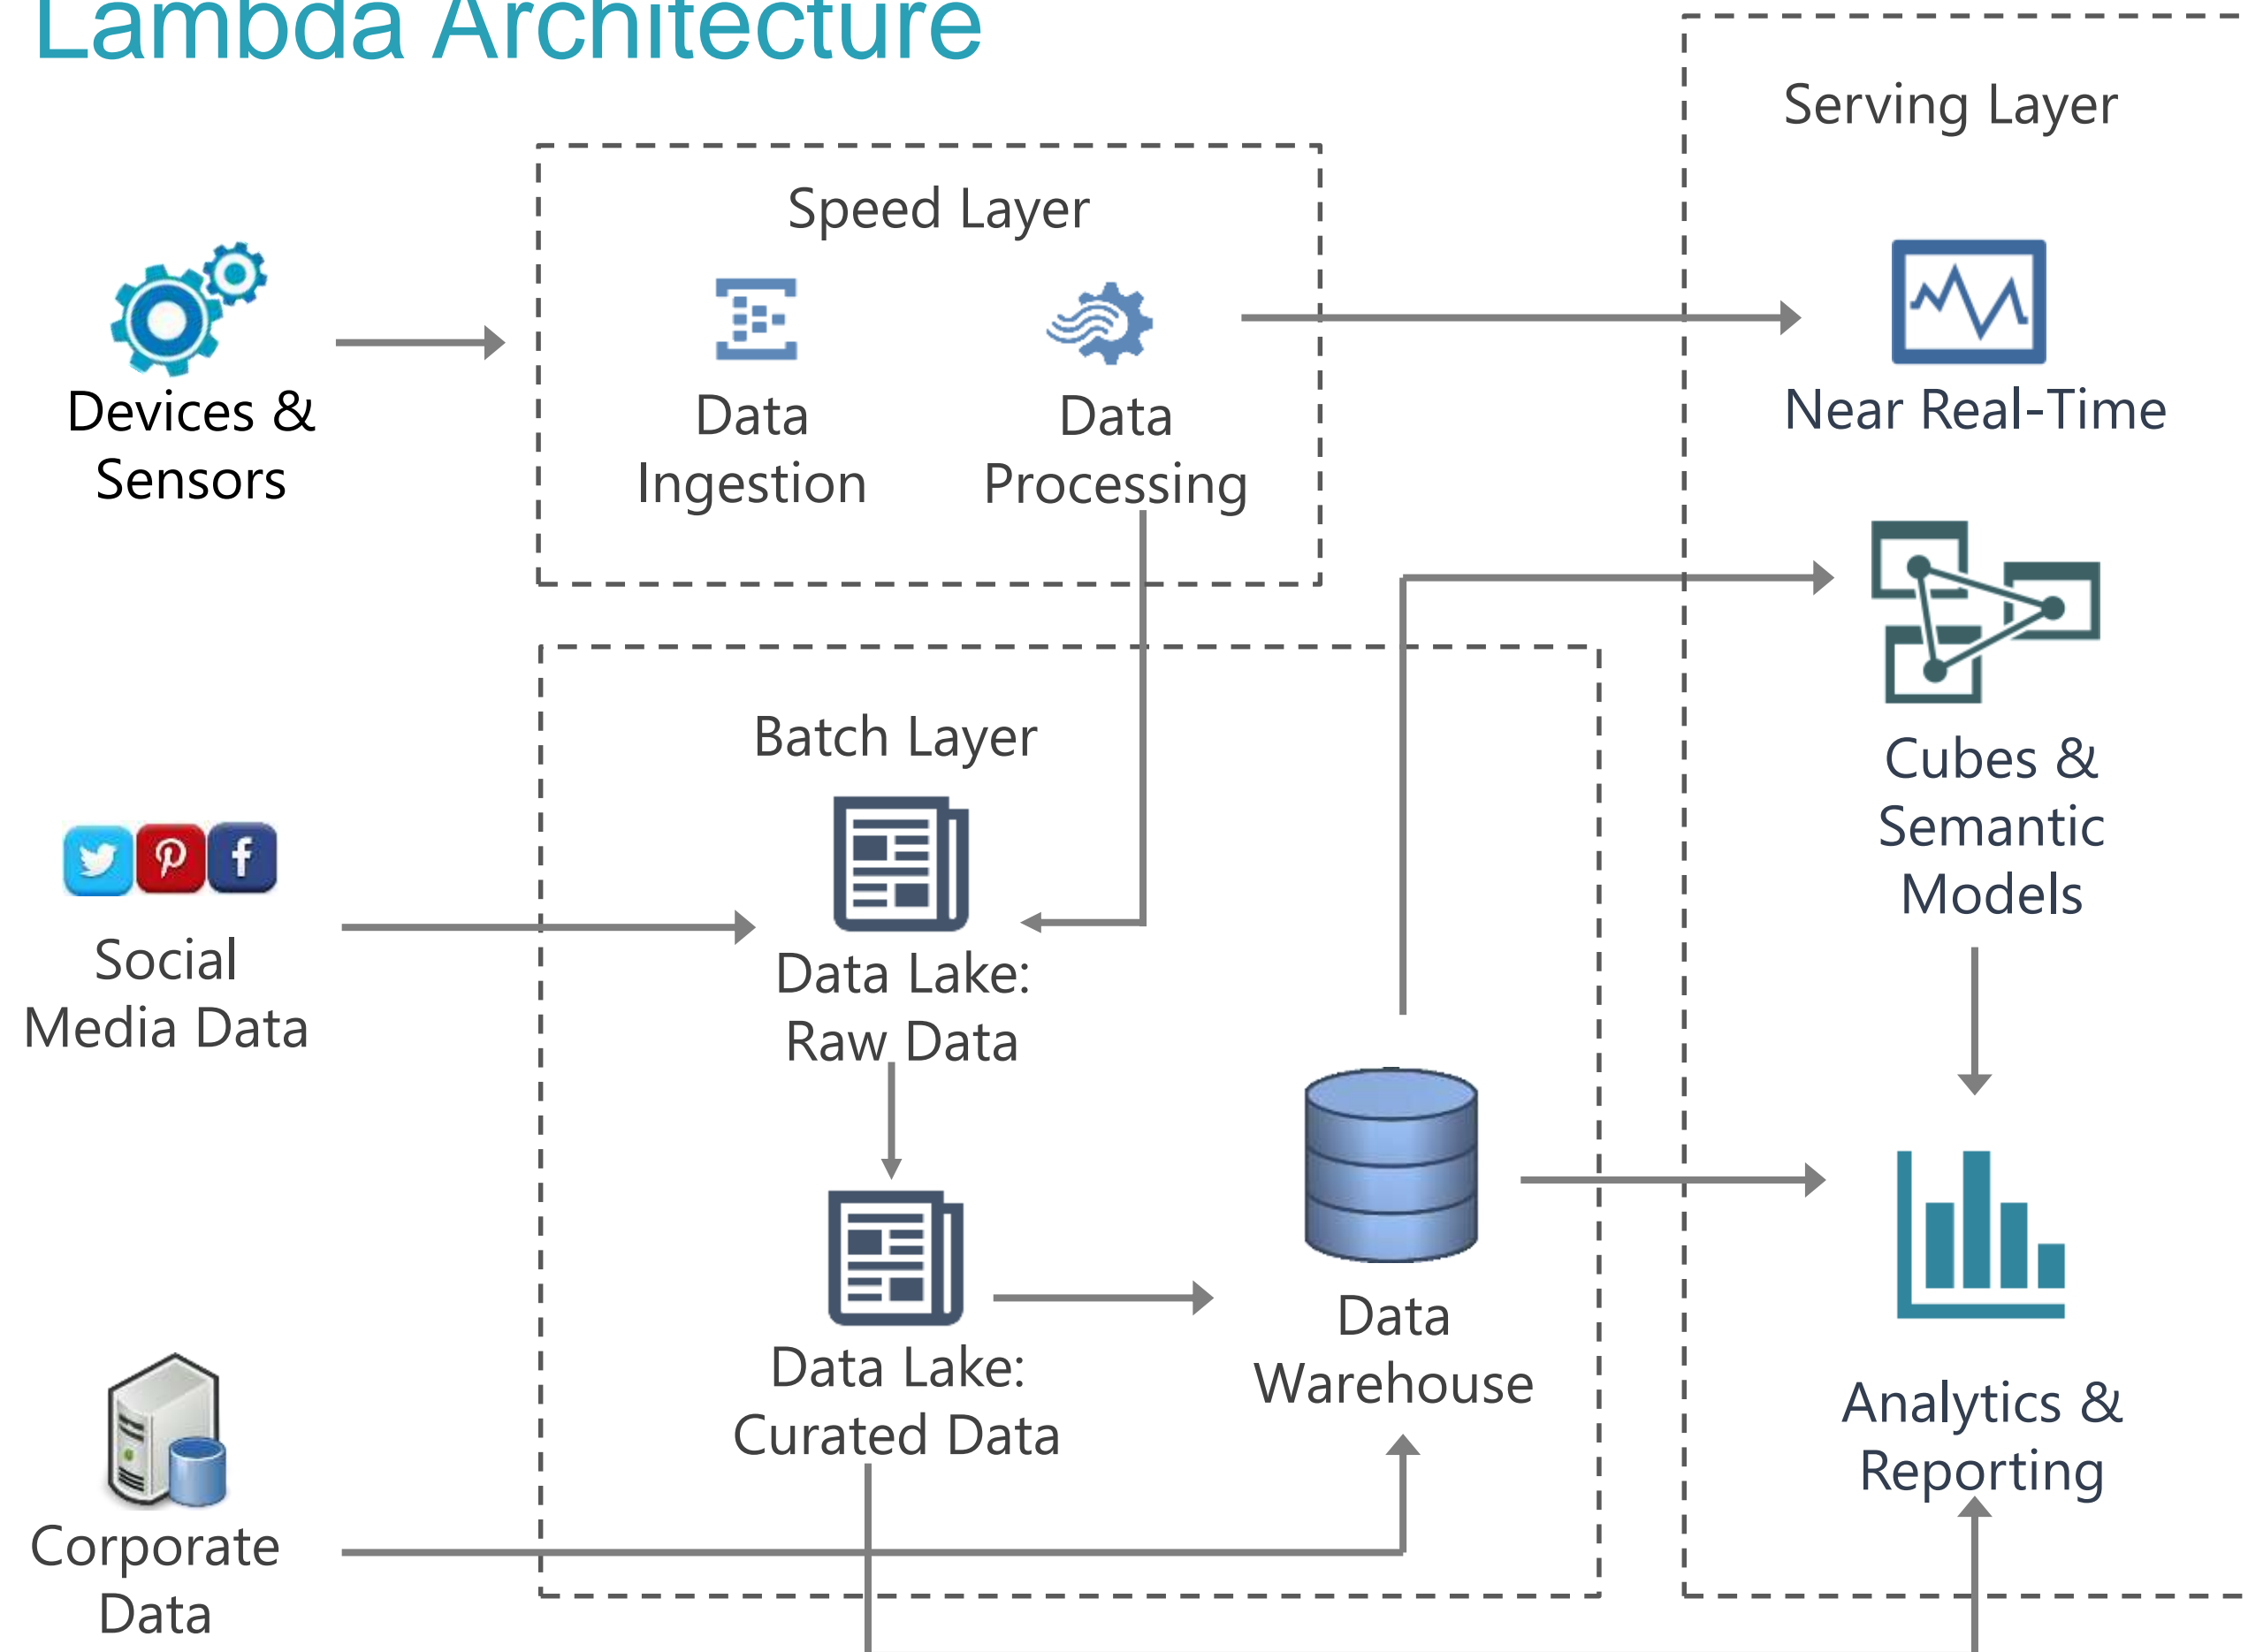 Lambda Architecture
Serving Layer
Speed Layer
Devices &
Sensors
Data
Ingestion
Data
Processing
Near Real-Time
Batch Layer
Cubes &
Semantic
Models
Social
Media Data
Data Lake:
Raw Data
Data Lake:
Curated Data
Data
Warehouse
Analytics &
Reporting
Corporate
Data